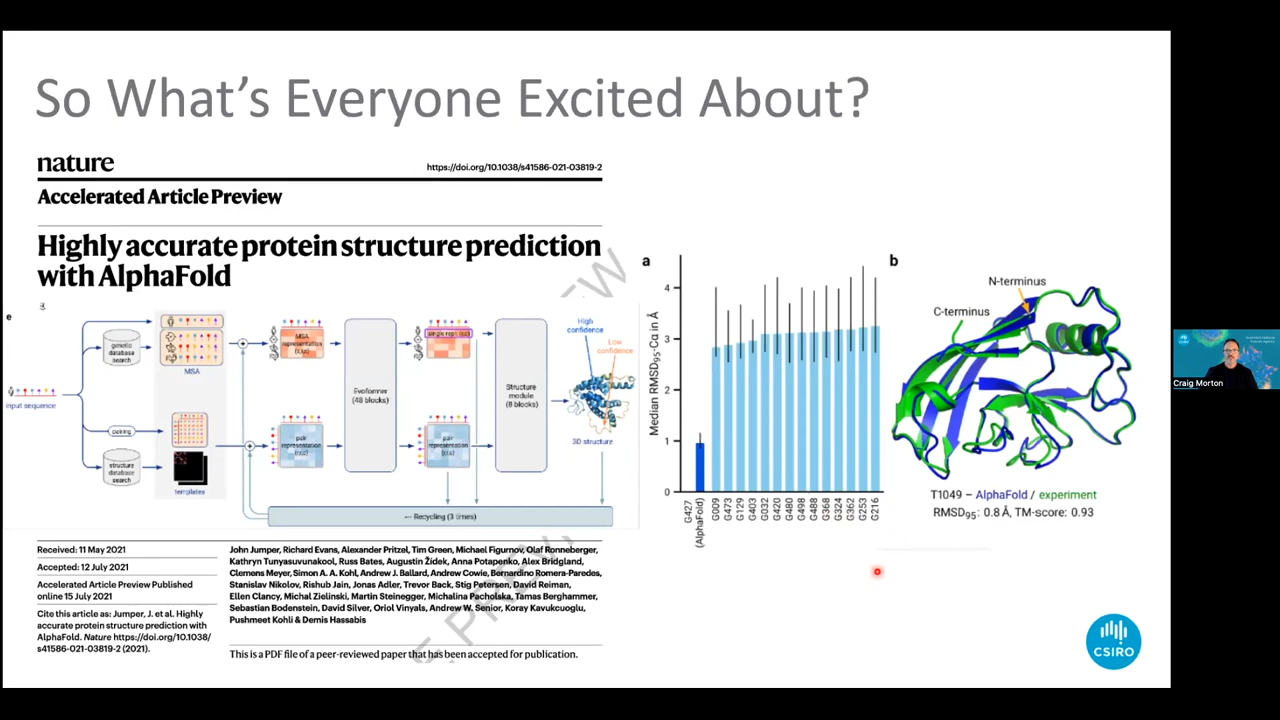 So What's Everyone Excited About?
nature
https://doi.org/10.1038/s41586-021-03819-2
Accelerated Article Preview
Highly accurate protein structure prediction
with AlphaFold
e
input sequence
genetic
database
search
pairing
structure
database
search
MSA
templates
MSA
representation
pair
representation
Evoformer
(48 blocks)
single repr.
pair
representation
Structure
module
(8 blocks)
High
confidence
Low
confidence
3D structure
← Recycling (3 times)
a
Median RMSD₉₅-Cα in Å
4
3
2
1
0
G427
(AlphaFold)
G009
G473
G129
G403
G032
G420
G480
G498
G488
G368
G324
G362
G253
G216
b
N-terminus
C-terminus
T1049 – AlphaFold / experiment
RMSD₉₅: 0.8 Å, TM-score: 0.93
Received: 11 May 2021
Accepted: 12 July 2021
Accelerated Article Preview Published
online 15 July 2021
Cite this article as: Jumper, J. et al. Highly
accurate protein structure prediction with
AlphaFold. Nature https://doi.org/10.1038/
s41586-021-03819-2 (2021).
John Jumper, Richard Evans, Alexander Pritzel, Tim Green, Michael Figurnov, Olaf Ronneberger,
Kathryn Tunyasuvunakool, Russ Bates, Augustin Žídek, Anna Potapenko, Alex Bridgland,
Clemens Meyer, Simon A. A. Kohl, Andrew J. Ballard, Andrew Cowie, Bernardino Romera-Paredes,
Stanislav Nikolov, Rishub Jain, Jonas Adler, Trevor Back, Stig Petersen, David Reiman,
Ellen Clancy, Michal Zielinski, Martin Steinegger, Michalina Pacholska, Tamas Berghammer,
Sebastian Bodenstein, David Silver, Oriol Vinyals, Andrew W. Senior, Koray Kavukcuoglu,
Pushmeet Kohli & Demis Hassabis
This is a PDF file of a peer-reviewed paper that has been accepted for publication.
CSIRO
Craig Morton